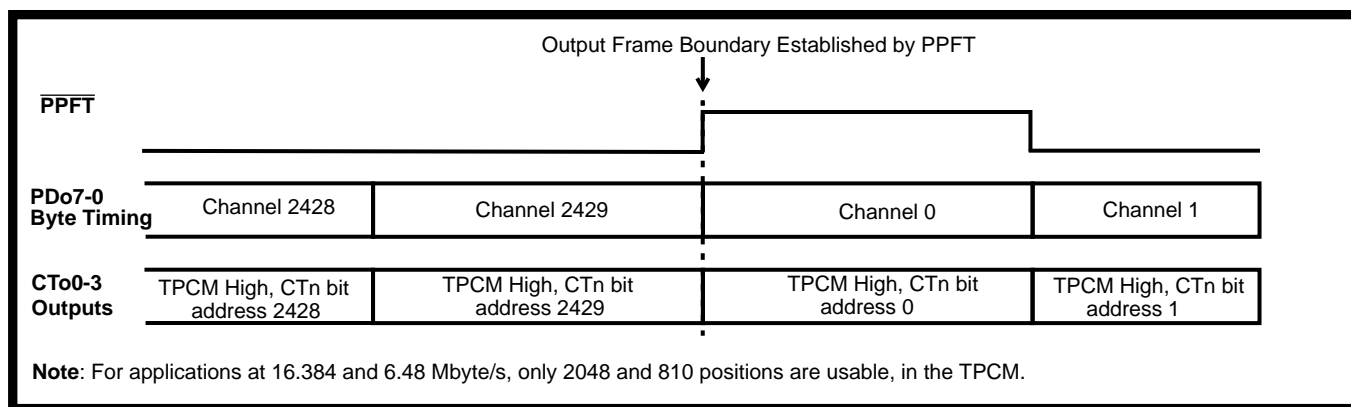 Output Frame Boundary Established by PPFT
PPFT
PDo7-0
Byte Timing
Channel 2428
Channel 2429
Channel 0
Channel 1
CTo0-3
Outputs
TPCM High, CTn bit
address 2428
TPCM High, CTn bit
address 2429
TPCM High, CTn bit
address 0
TPCM High, CTn bit
address 1
Note: For applications at 16.384 and 6.48 Mbyte/s, only 2048 and 810 positions are usable, in the TPCM.